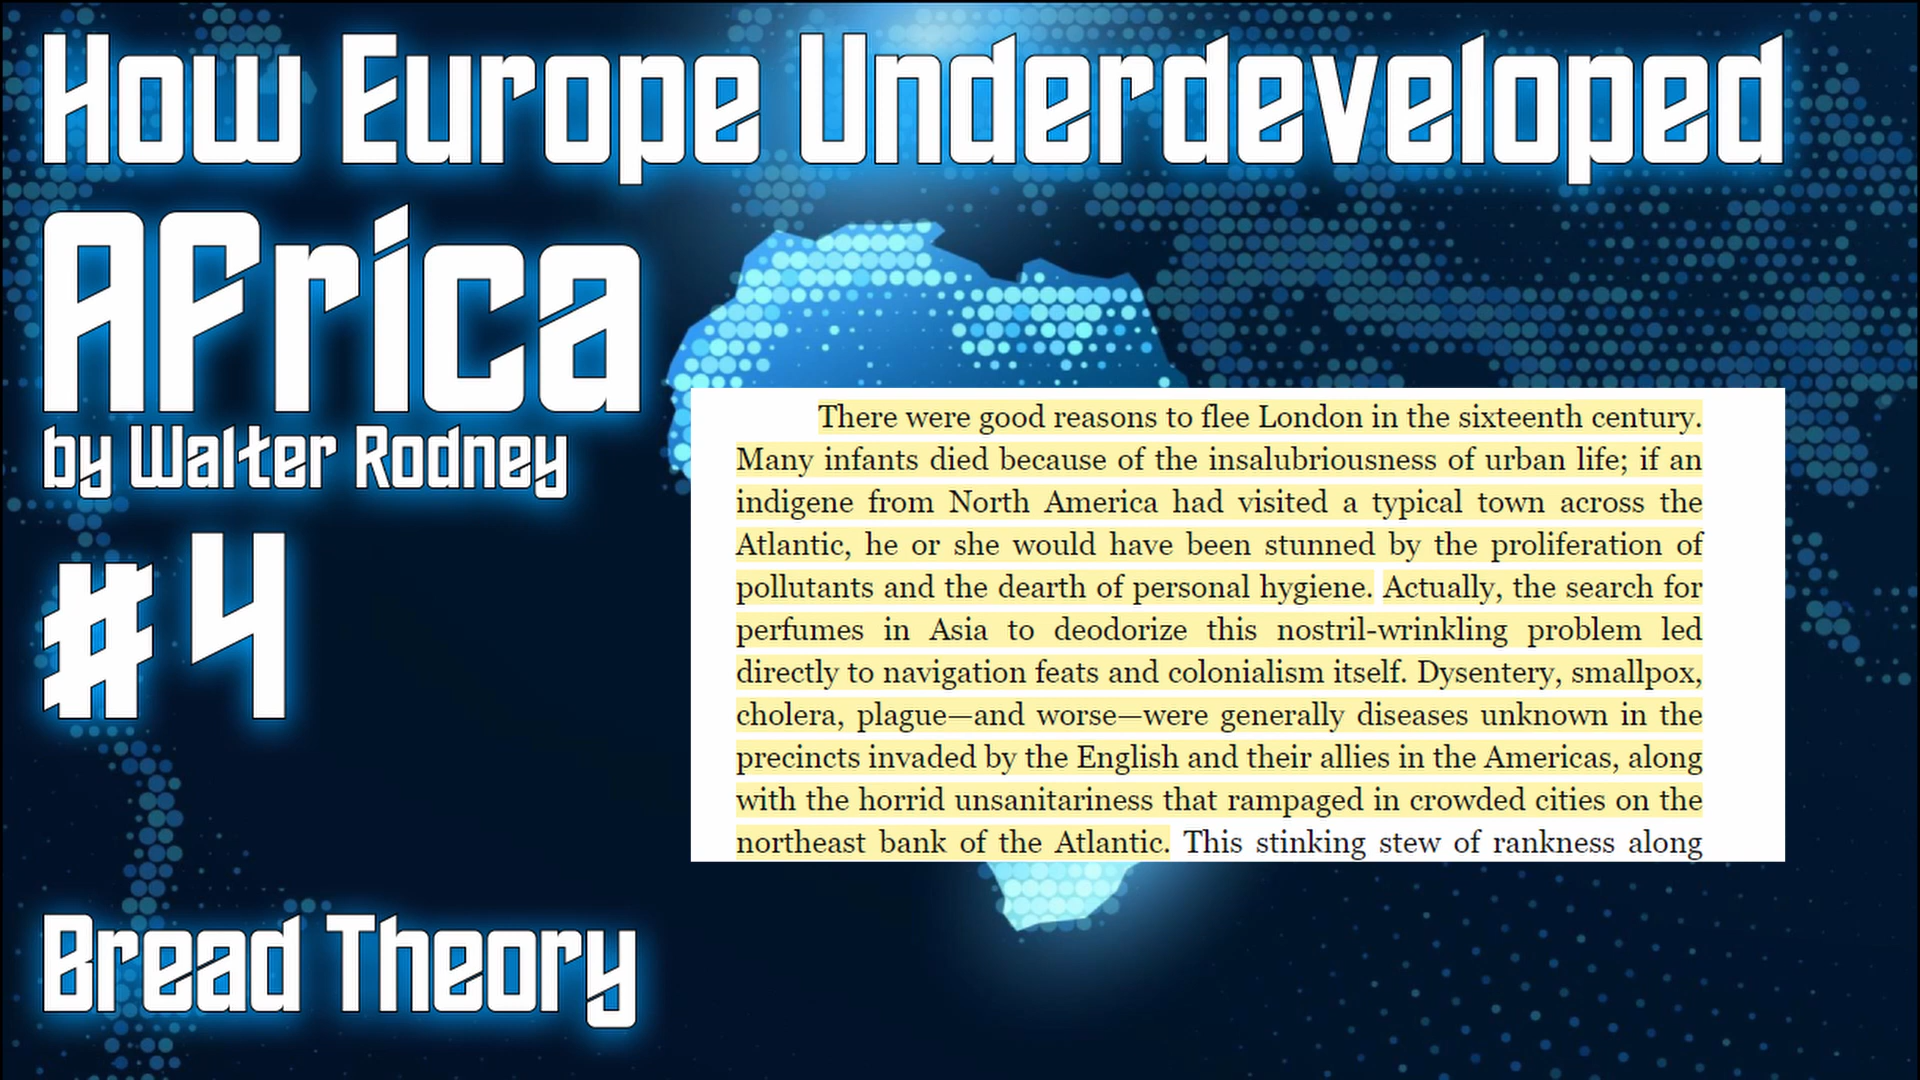 How Europe Underdeveloped
Africa
by Walter Rodney
#4
There were good reasons to flee London in the sixteenth century.
Many infants died because of the insalubriousness of urban life; if an
indigene from North America had visited a typical town across the
Atlantic, he or she would have been stunned by the proliferation of
pollutants and the dearth of personal hygiene. Actually, the search for
perfumes in Asia to deodorize this nostril-wrinkling problem led
directly to navigation feats and colonialism itself. Dysentery, smallpox,
cholera, plague—and worse—were generally diseases unknown in the
precincts invaded by the English and their allies in the Americas, along
with the horrid unsanitariness that rampaged in crowded cities on the
northeast bank of the Atlantic. This stinking stew of rankness along
Bread Theory